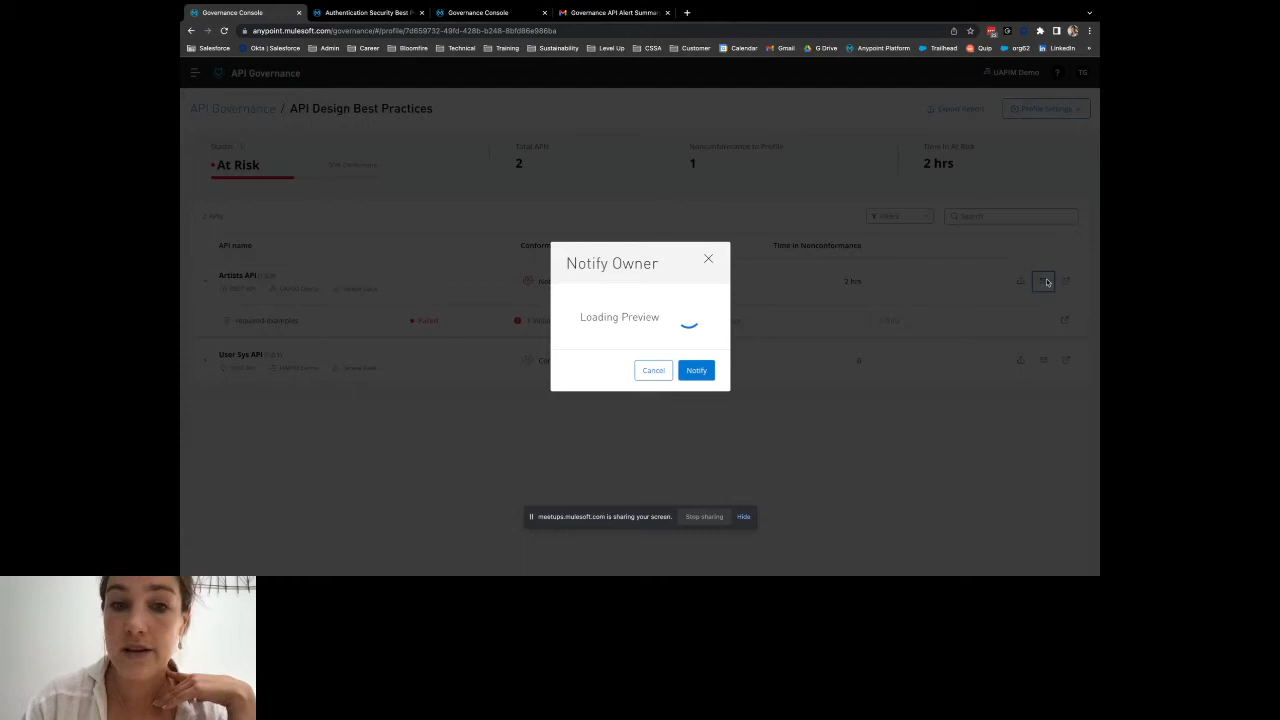 Governance Console
Authentication Security Best P
Governance Console
Governance API Alert Summar
anypoint.mulesoft.com/governance/#/profile/7d659732-49fd-428b-b248-8bfd86e986ba
Salesforce
Okta | Salesforce
Admin
Career
Bloomfire
Technical
Training
Sustainability
Level Up
CSSA
Customer
Calendar
Gmail
G Drive
Anypoint Platform
Trailhead
Quip
org62
LinkedIn
»
API Governance
UAPIM Demo
?
TG
API Governance / API Design Best Practices
Export Report
Profile Settings
Status
Total APIs
Nonconformance to Profile
Time In At Risk
At Risk
50% Conformance
2
1
2 hrs
2 APIs
Filters
Search
API name
Time in Nonconformance
Artists API
2 hrs
required-examples
Failed
User Sys API
0
Notify Owner
Loading Preview
Cancel
Notify
meetups.mulesoft.com is sharing your screen.
Stop sharing
Hide